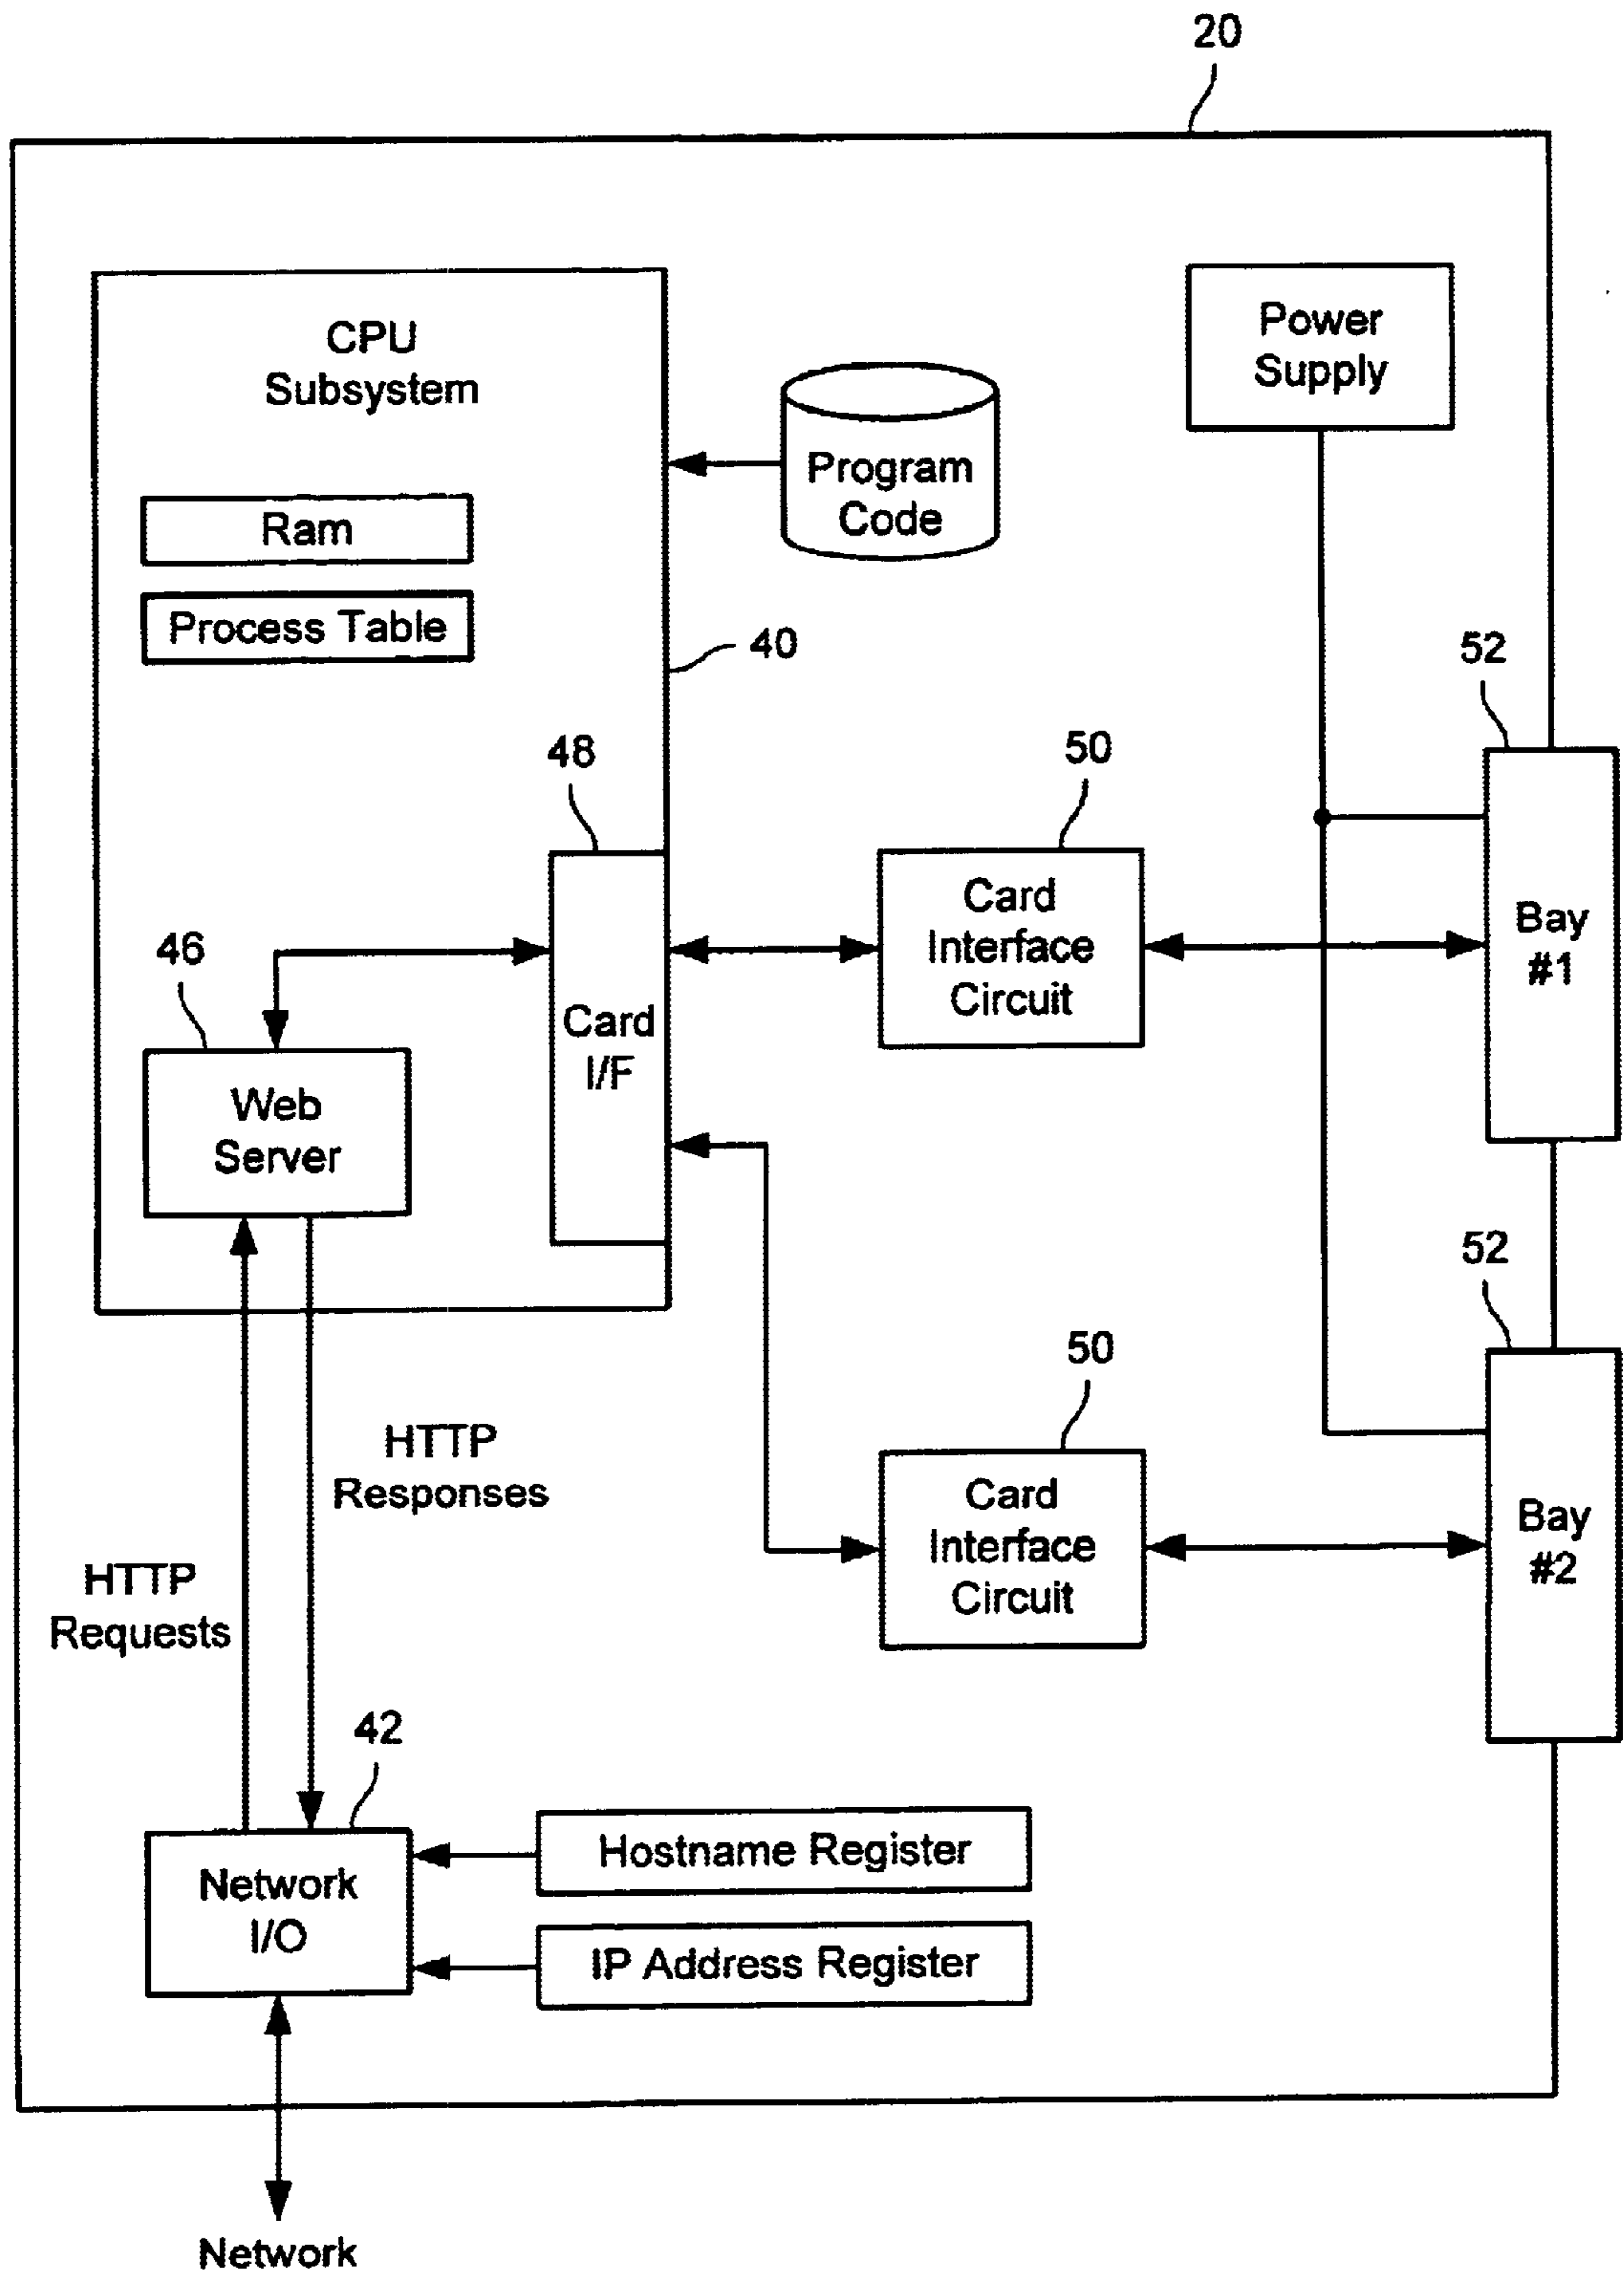 20
CPU
Subsystem
Power
Supply
Program
Code
Ram
Process Table
40
52
48
50
Card
Interface
Circuit
Bay
#1
46
Card
I/F
Web
Server
52
50
HTTP
Responses
Card
Interface
Circuit
Bay
#2
HTTP
Requests
42
Hostname Register
Network
I/O
IP Address Register
Network